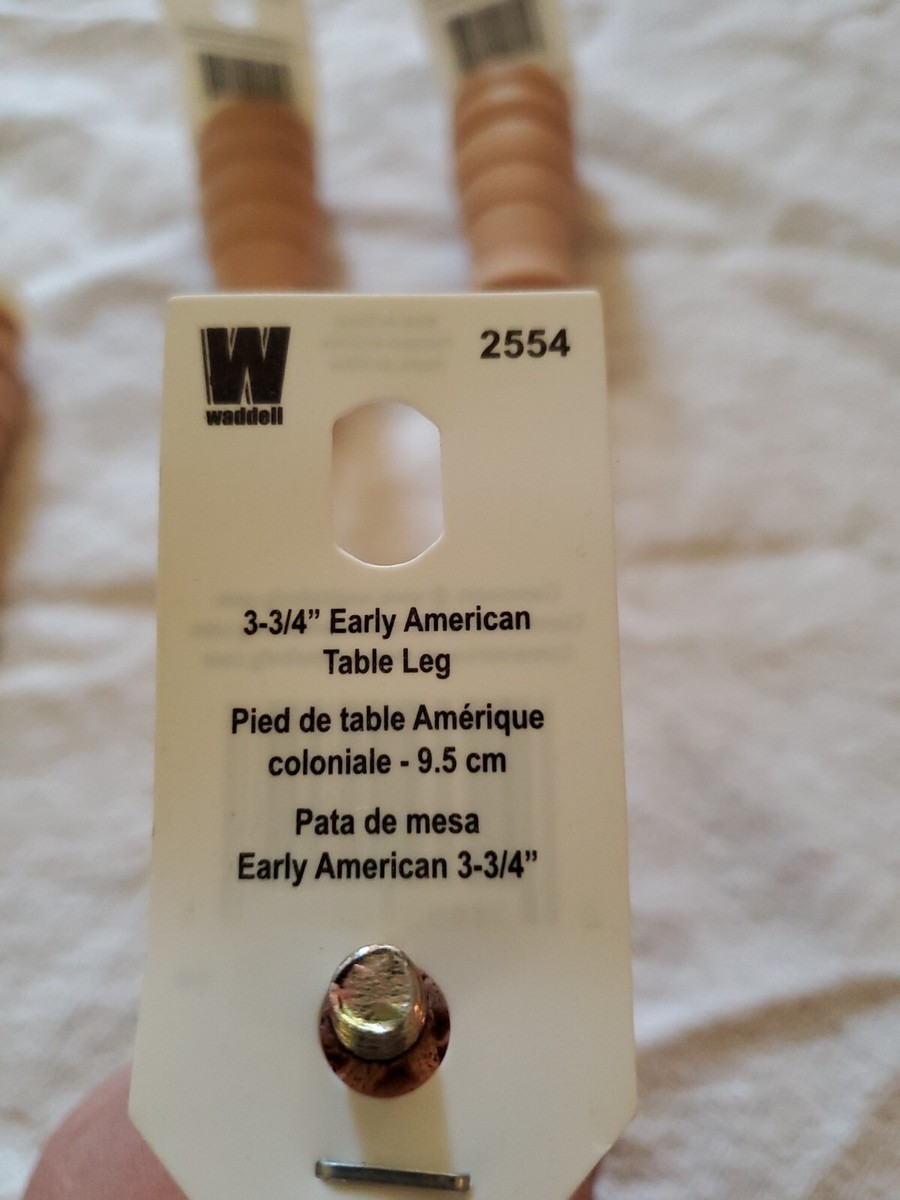 W
waddell
2554
3-3/4” Early American
Table Leg
Pied de table Amérique
coloniale - 9.5 cm
Pata de mesa
Early American 3-3/4”